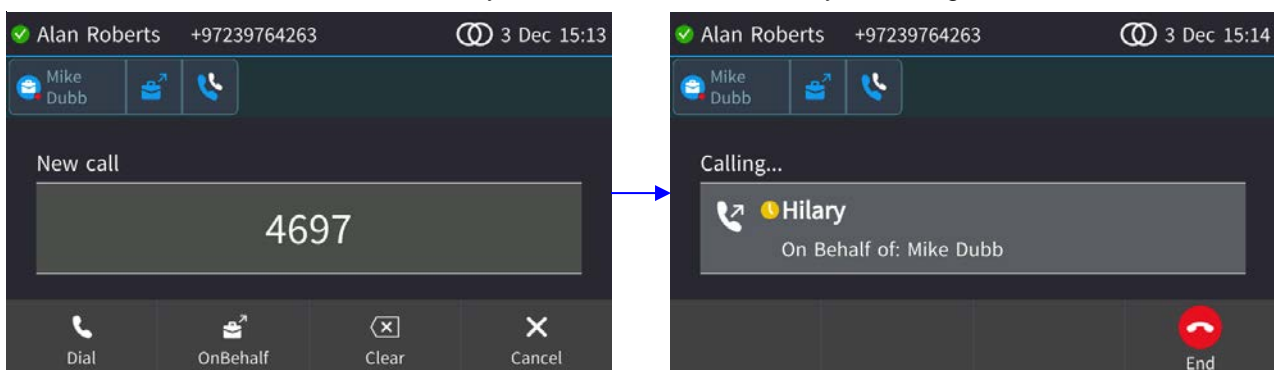 Alan Roberts +97239764263 3 Dec 15:13
Mike
Dubb
New call
4697
Dial OnBehalf Clear Cancel
Alan Roberts +97239764263 3 Dec 15:14
Mike
Dubb
Calling...
Hilary
On Behalf of: Mike Dubb
End